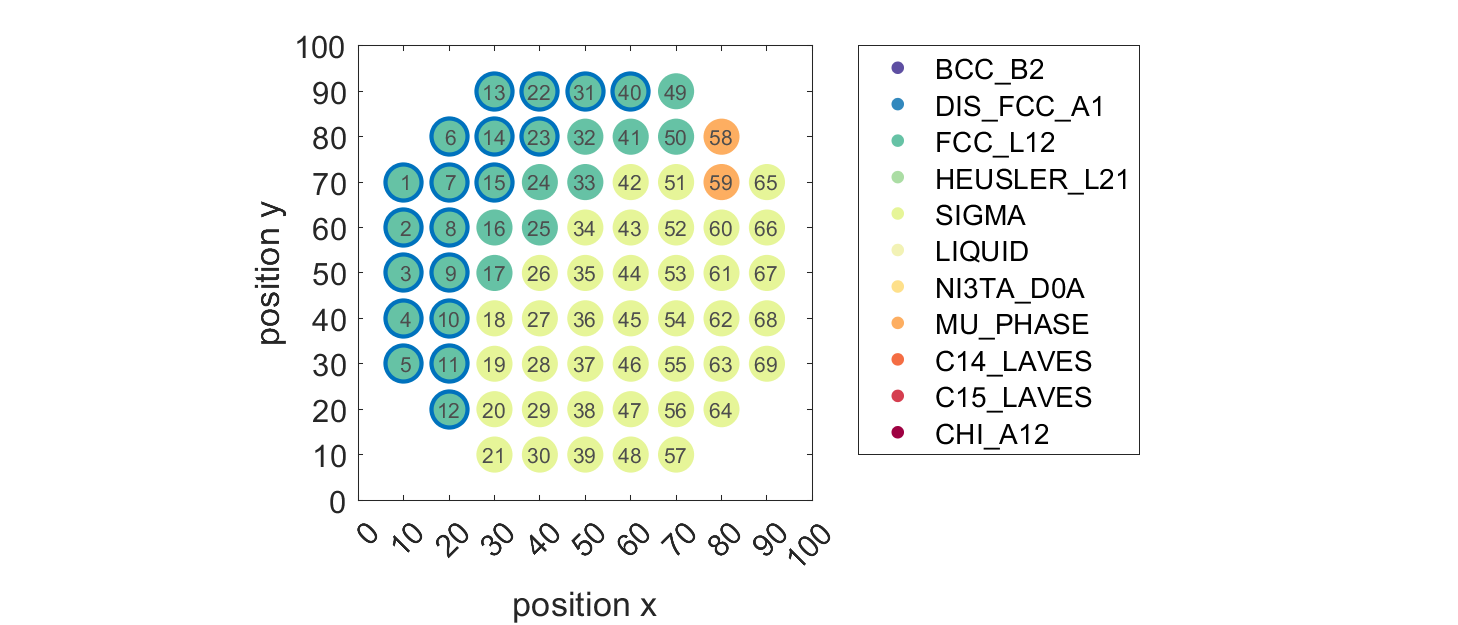 100
90
80
70
60
50
40
30
20
10
0
position y
13 22 31 40 49
6 14 23 32 41 50 58
1 7 15 24 33 42 51 59 65
2 8 16 25 34 43 52 60 66
3 9 17 26 35 44 53 61 67
4 10 18 27 36 45 54 62 68
5 11 19 28 37 46 55 63 69
12 20 29 38 47 56 64
21 30 39 48 57
0 10 20 30 40 50 60 70 80 90 100
position x
BCC_B2
DIS_FCC_A1
FCC_L12
HEUSLER_L21
SIGMA
LIQUID
NI3TA_D0A
MU_PHASE
C14_LAVES
C15_LAVES
CHI_A12